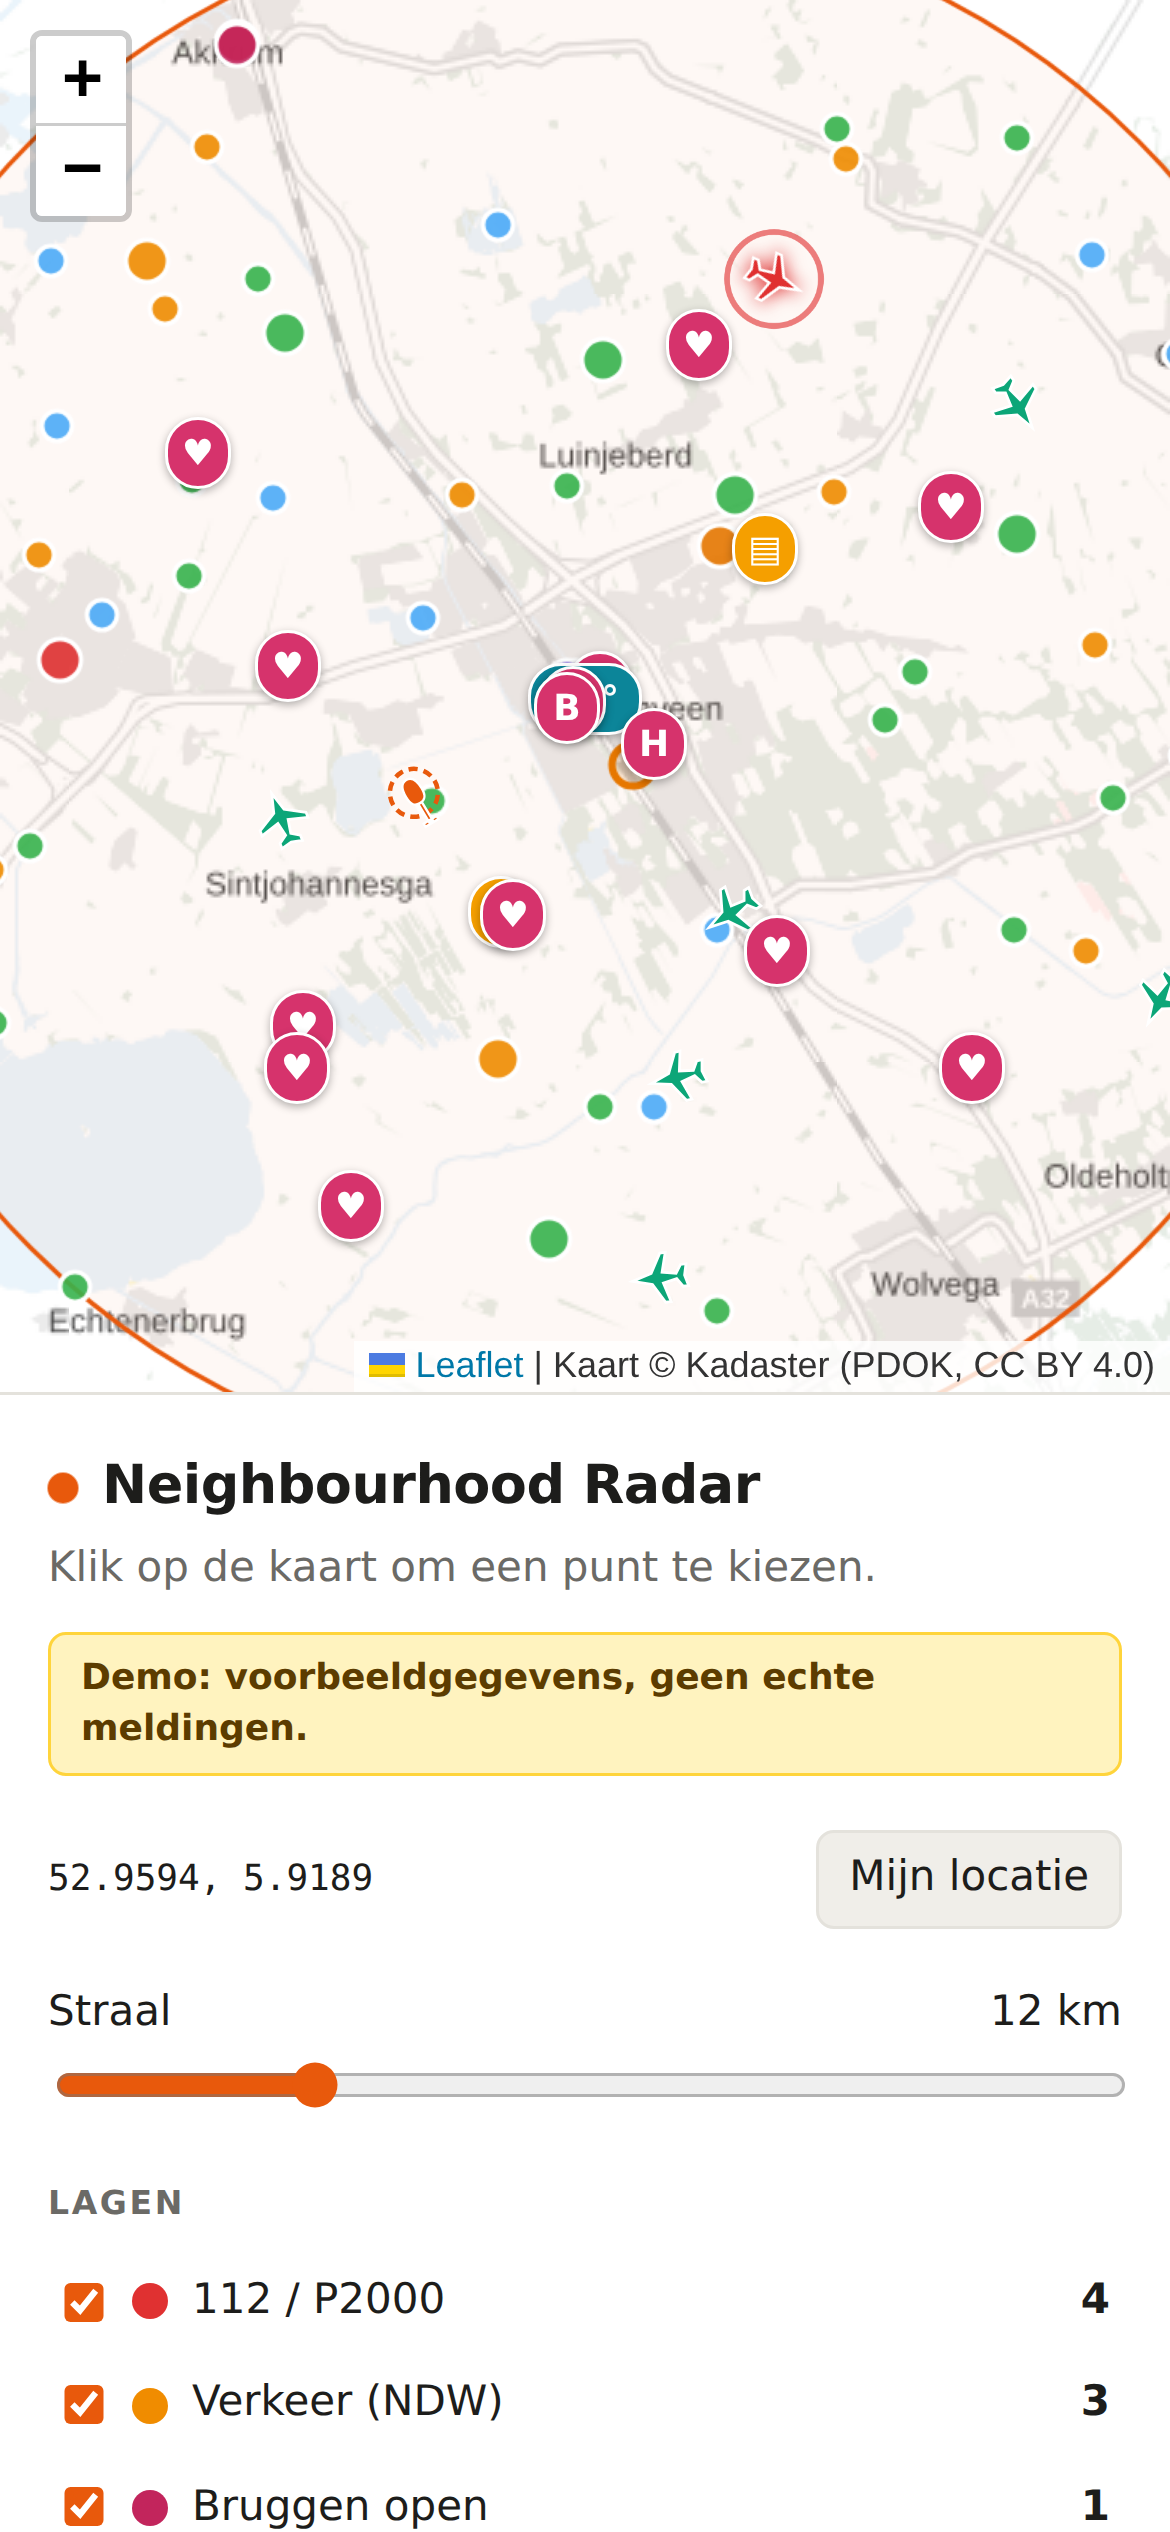 +
−
Luinjeberd
B
H
Sintjohannesga
Oldeholt
Wolvega
A32
Echtenerbrug
Leaflet | Kaart © Kadaster (PDOK, CC BY 4.0)
Neighbourhood Radar
Klik op de kaart om een punt te kiezen.
Demo: voorbeeldgegevens, geen echte
meldingen.
52.9594, 5.9189
Mijn locatie
Straal 12 km
LAGEN
112 / P2000 4
Verkeer (NDW) 3
Bruggen open 1